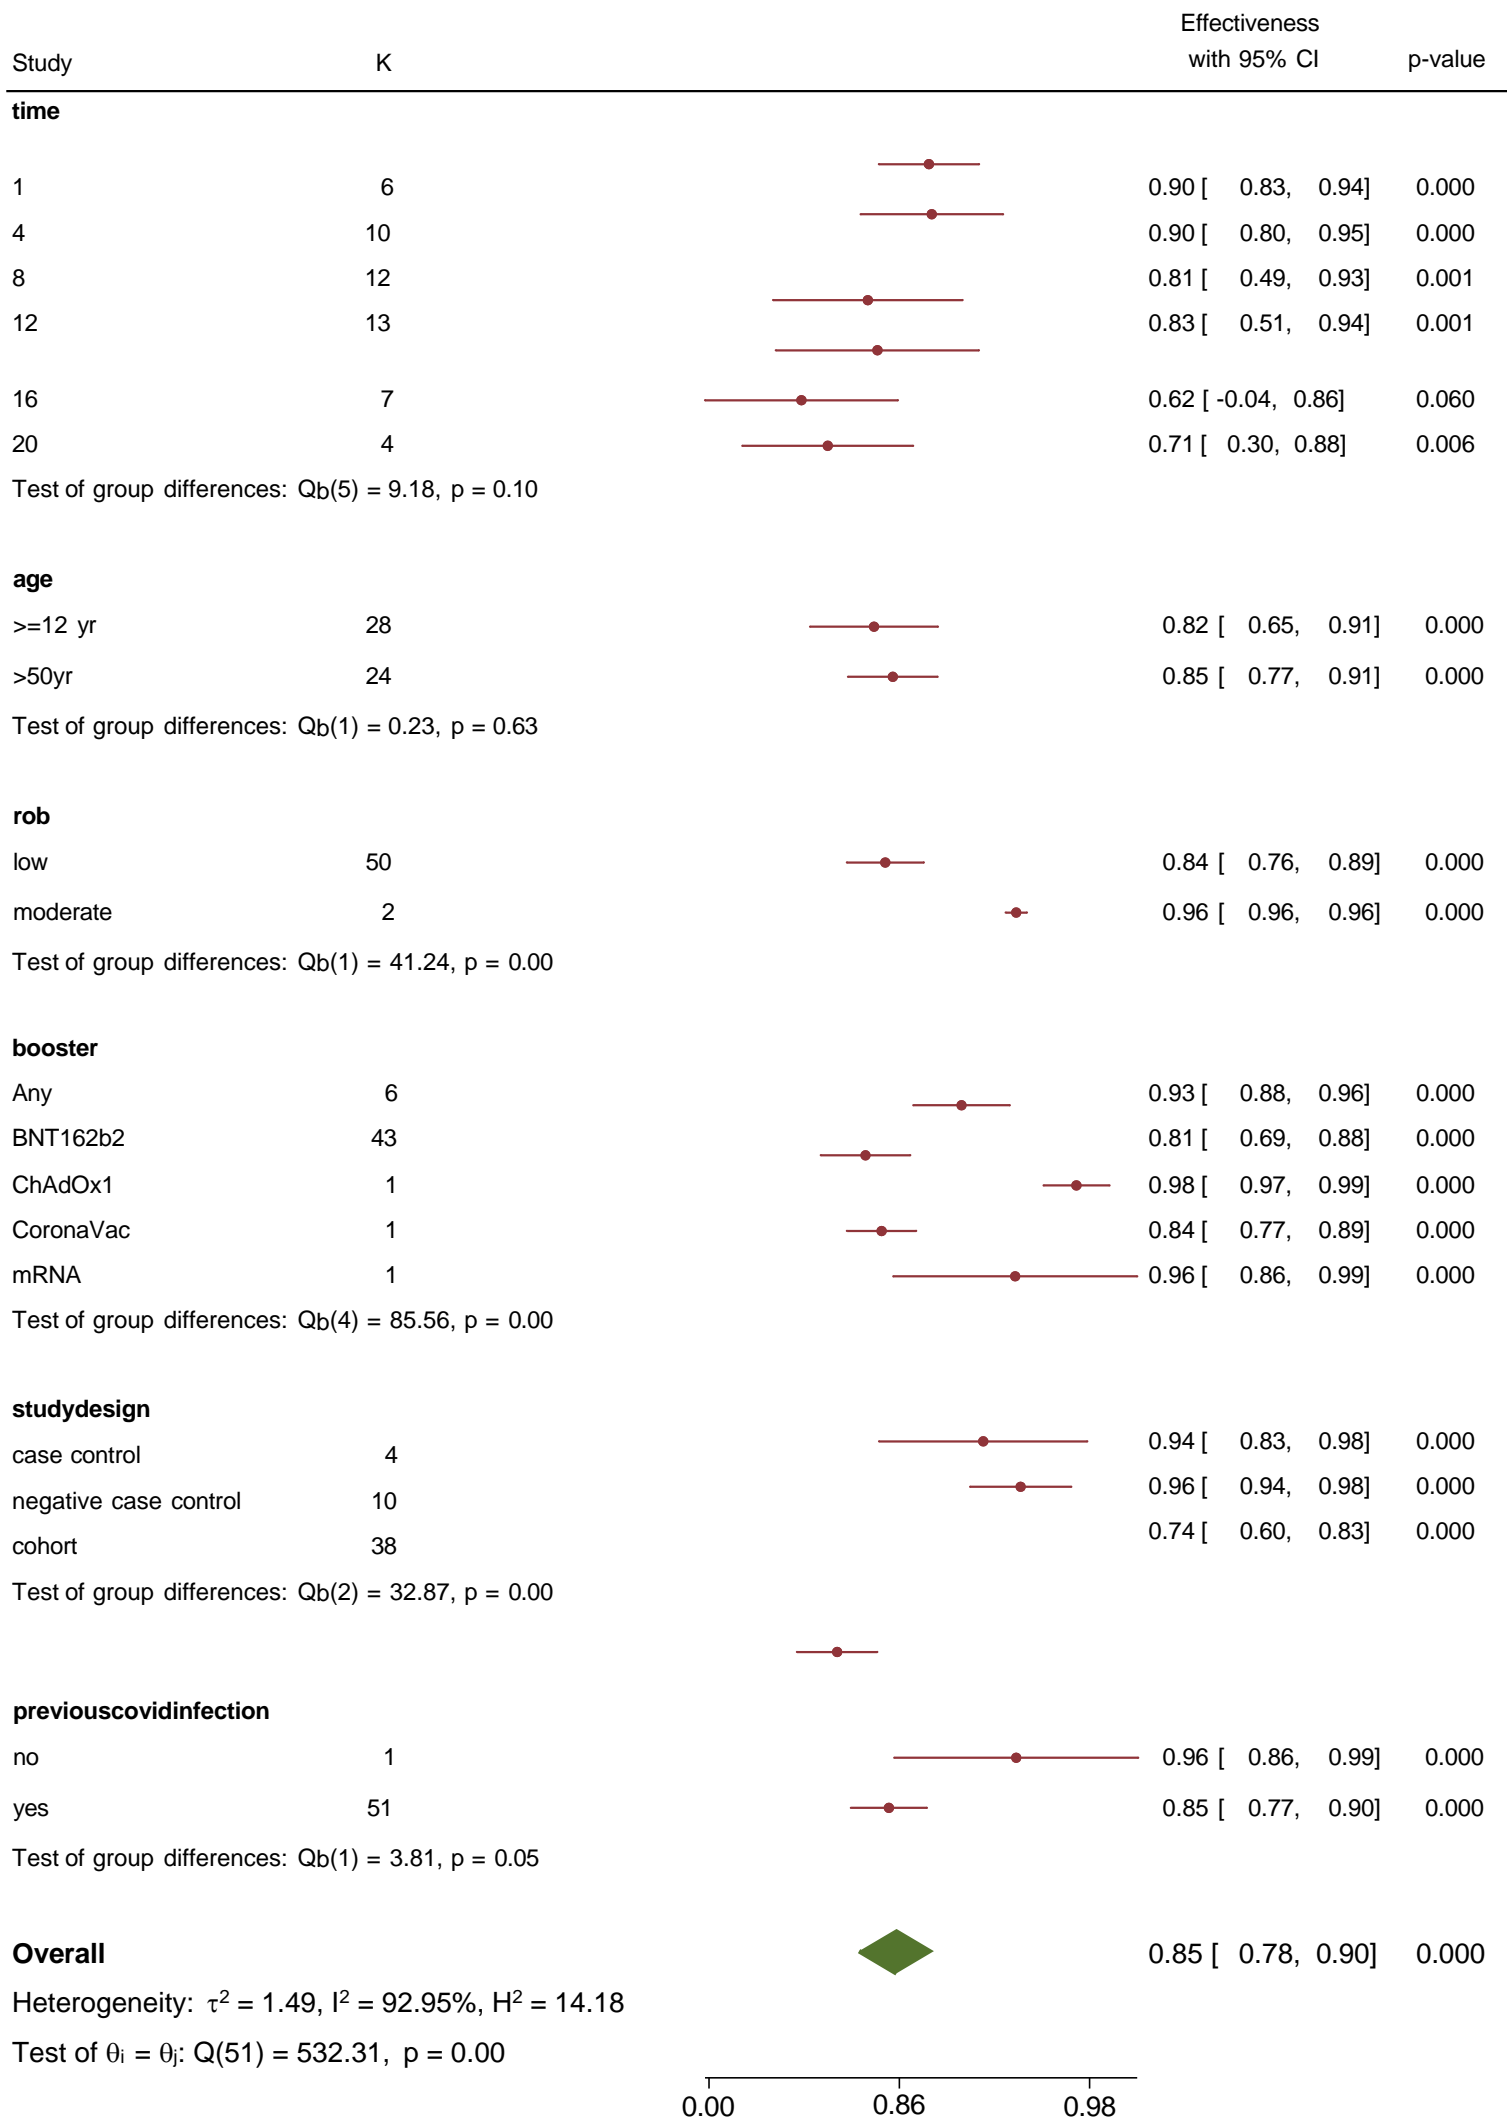 Effectiveness
Study K with 95% CI p-value
time
1 6 0.90 [ 0.83, 0.94] 0.000
4 10 0.90 [ 0.80, 0.95] 0.000
8 12 0.81 [ 0.49, 0.93] 0.001
12 13 0.83 [ 0.51, 0.94] 0.001
16 7 0.62 [ -0.04, 0.86] 0.060
20 4 0.71 [ 0.30, 0.88] 0.006
Test of group differences: Qb(5) = 9.18, p = 0.10
age
>=12 yr 28 0.82 [ 0.65, 0.91] 0.000
>50yr 24 0.85 [ 0.77, 0.91] 0.000
Test of group differences: Qb(1) = 0.23, p = 0.63
rob
low 50 0.84 [ 0.76, 0.89] 0.000
moderate 2 0.96 [ 0.96, 0.96] 0.000
Test of group differences: Qb(1) = 41.24, p = 0.00
booster
Any 6 0.93 [ 0.88, 0.96] 0.000
BNT162b2 43 0.81 [ 0.69, 0.88] 0.000
ChAdOx1 1 0.98 [ 0.97, 0.99] 0.000
CoronaVac 1 0.84 [ 0.77, 0.89] 0.000
mRNA 1 0.96 [ 0.86, 0.99] 0.000
Test of group differences: Qb(4) = 85.56, p = 0.00
studydesign
case control 4 0.94 [ 0.83, 0.98] 0.000
negative case control 10 0.96 [ 0.94, 0.98] 0.000
cohort 38 0.74 [ 0.60, 0.83] 0.000
Test of group differences: Qb(2) = 32.87, p = 0.00
previouscovidinfection
no 1 0.96 [ 0.86, 0.99] 0.000
yes 51 0.85 [ 0.77, 0.90] 0.000
Test of group differences: Qb(1) = 3.81, p = 0.05
Overall 0.85 [ 0.78, 0.90] 0.000
Heterogeneity: τ² = 1.49, I² = 92.95%, H² = 14.18
Test of θᵢ = θⱼ: Q(51) = 532.31, p = 0.00
0.00 0.86 0.98